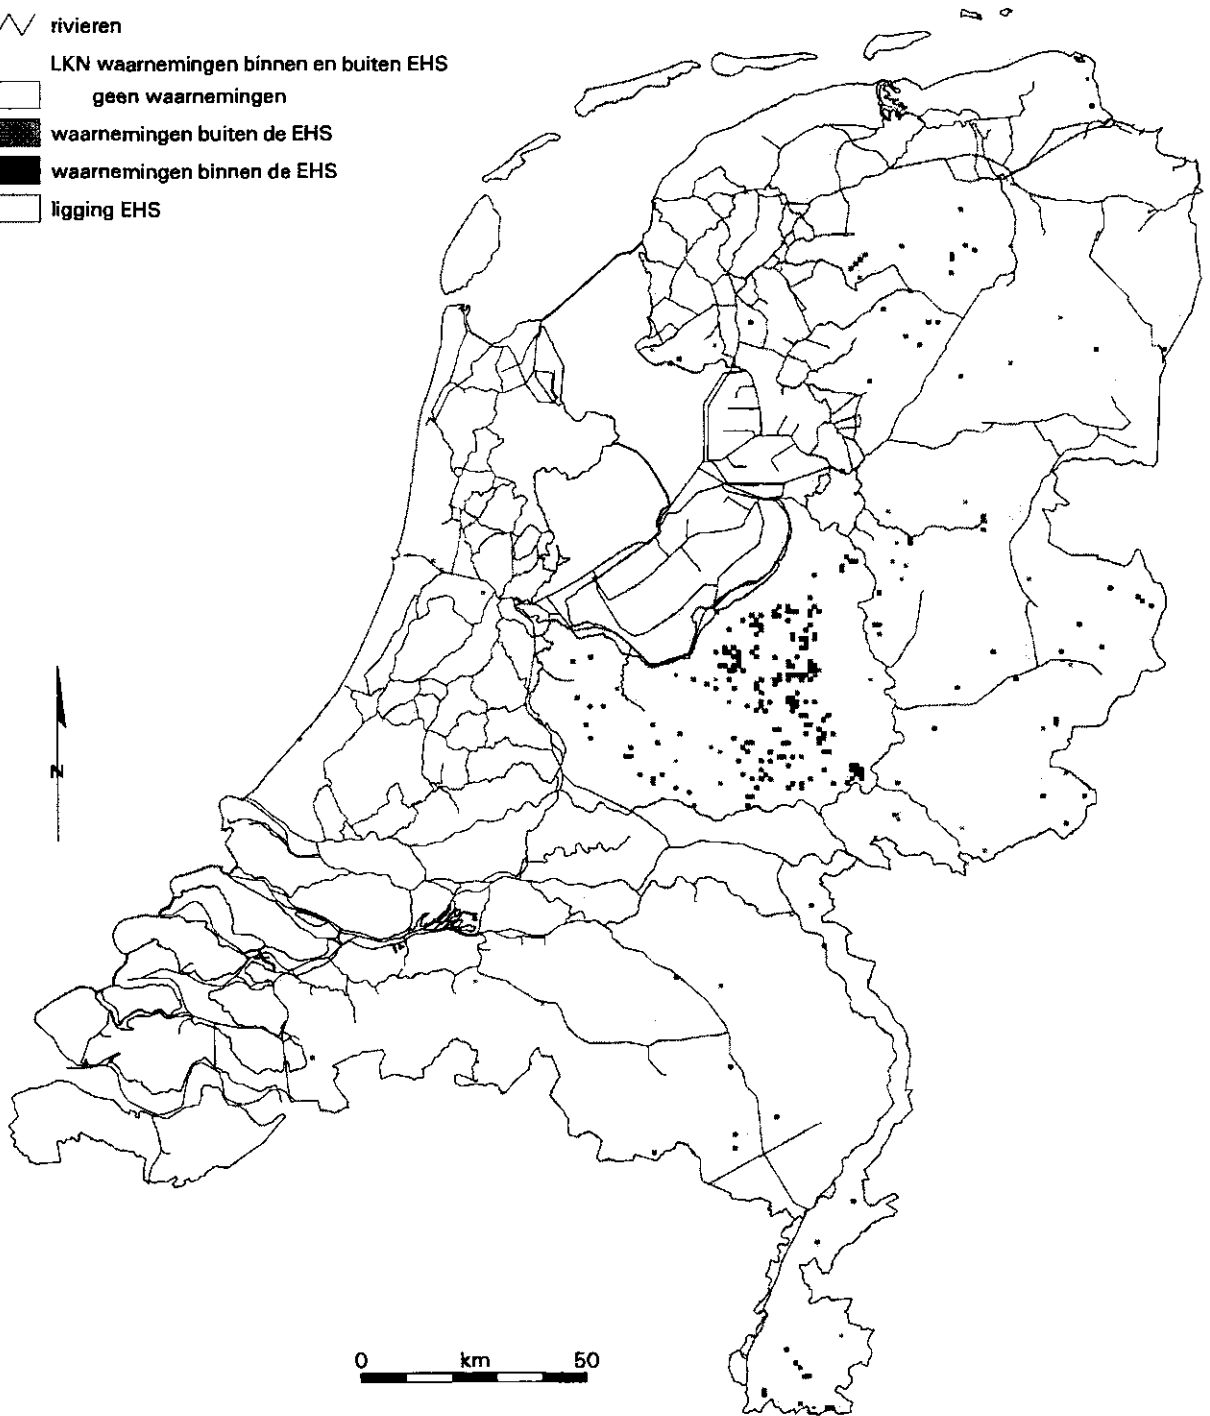 rivieren
LKN waarnemingen binnen en buiten EHS
geen waarnemingen
waarnemingen buiten de EHS
waarnemingen binnen de EHS
ligging EHS
N
0 km 50